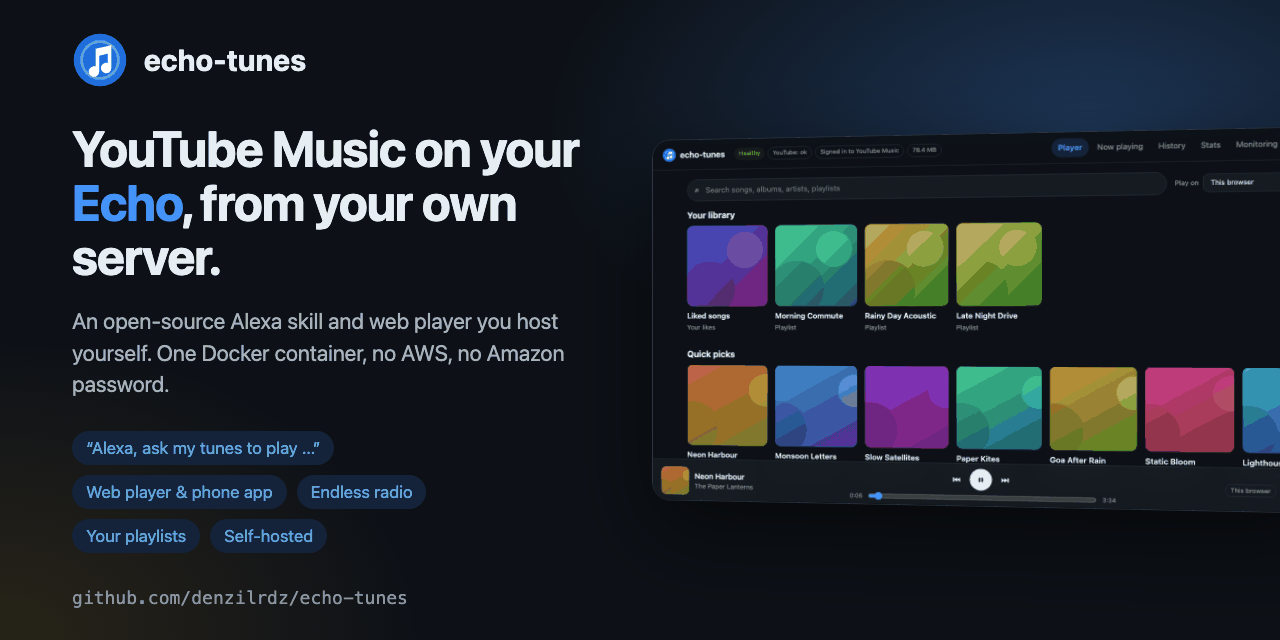 echo-tunes
YouTube Music on your
Echo, from your own
server.
An open-source Alexa skill and web player you host
yourself. One Docker container, no AWS, no Amazon
password.
“Alexa, ask my tunes to play ...”
Web player & phone app
Endless radio
Your playlists
Self-hosted
github.com/denzilrdz/echo-tunes
echo-tunes
Healthy
YouTube: ok
Signed in to YouTube Music
78.4 MB
Player
Now playing
History
Stats
Monitoring
Search songs, albums, artists, playlists
Play on
This browser
Your library
Liked songs
Morning Commute
Rainy Day Acoustic
Late Night Drive
Your likes
Playlist
Playlist
Playlist
Quick picks
Neon Harbour
Monsoon Letters
Slow Satellites
Paper Kites
Goa After Rain
Static Bloom
Lighthou
Neon Harbour
The Paper Lanterns
0:06
3:34
This browser